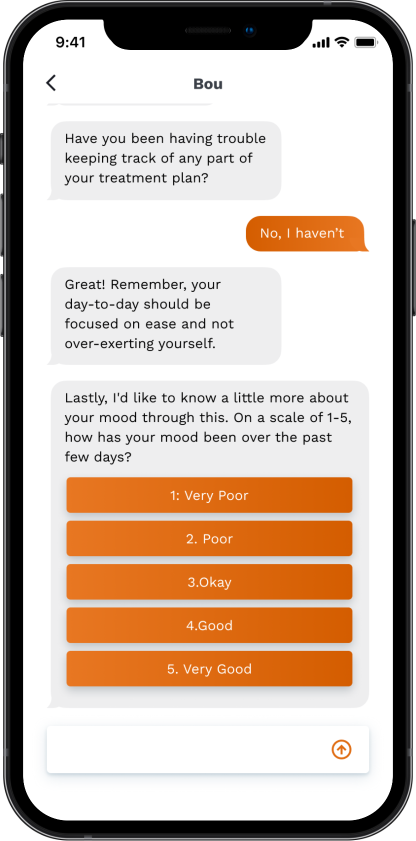 9:41
Bou
Have you been having trouble
keeping track of any part of
your treatment plan?
No, I haven’t
Great! Remember, your
day-to-day should be
focused on ease and not
over-exerting yourself.
Lastly, I'd like to know a little more about
your mood through this. On a scale of 1-5,
how has your mood been over the past
few days?
1: Very Poor
2. Poor
3.Okay
4.Good
5. Very Good